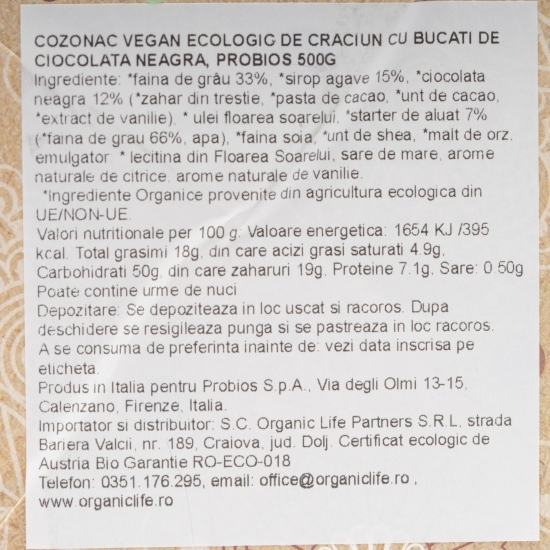 COZONAC VEGAN ECOLOGIC DE CRACIUN CU BUCATI DE
CIOCOLATA NEAGRA, PROBIOS 500G
Ingrediente: *faina de grâu 33%, *sirop agave 15%, *ciocolata
neagra 12% (*zahar din trestie, *pasta de cacao, *unt de cacao,
*extract de vanilie), * ulei floarea soarelui, *starter de aluat 7%
(*faina de grau 66%, apa), *faina soia, *unt de shea, *malt de orz,
emulgator: * lecitina din Floarea Soarelui, sare de mare, arome
naturale de citrice, arome naturale de vanilie.
*Ingrediente Organice provenite din agricultura ecologica din
UE/NON-UE.
Valori nutritionale per 100 g: Valoare energetica: 1654 KJ /395
kcal, Total grasimi 18g, din care acizi grasi saturati 4.9g,
Carbohidrati 50g, din care zaharuri 19g, Proteine 7.1g, Sare: 0.50g
Poate contine urme de nuci
Depozitare: Se depoziteaza in loc uscat si racoros. Dupa
deschidere se resigileaza punga si se pastreaza in loc racoros.
A se consuma de preferinta inainte de: vezi data inscrisa pe
eticheta.
Produs in Italia pentru Probios S.p.A., Via degli Olmi 13-15,
Calenzano, Firenze, Italia.
Importator si distribuitor: S.C. Organic Life Partners S.R.L, strada
Bariera Valcii, nr. 189, Craiova, jud. Dolj. Certificat ecologic de
Austria Bio Garantie RO-ECO-018
Telefon: 0351.176.295, email: office@organiclife.ro ,
www.organiclife.ro